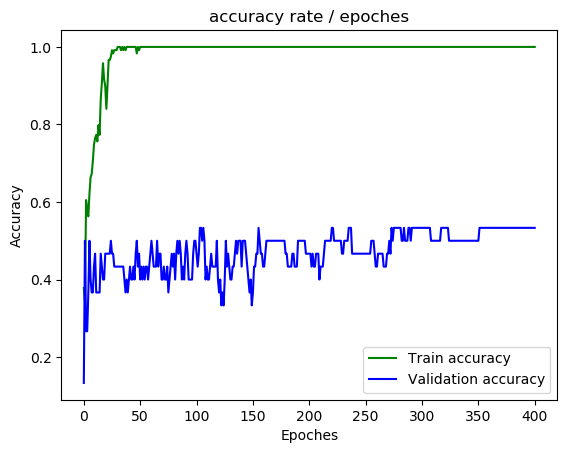 accuracy rate / epoches
1.0
0.8
0.6
0.4
0.2
Accuracy
0 50 100 150 200 250 300 350 400
Epoches
Train accuracy
Validation accuracy